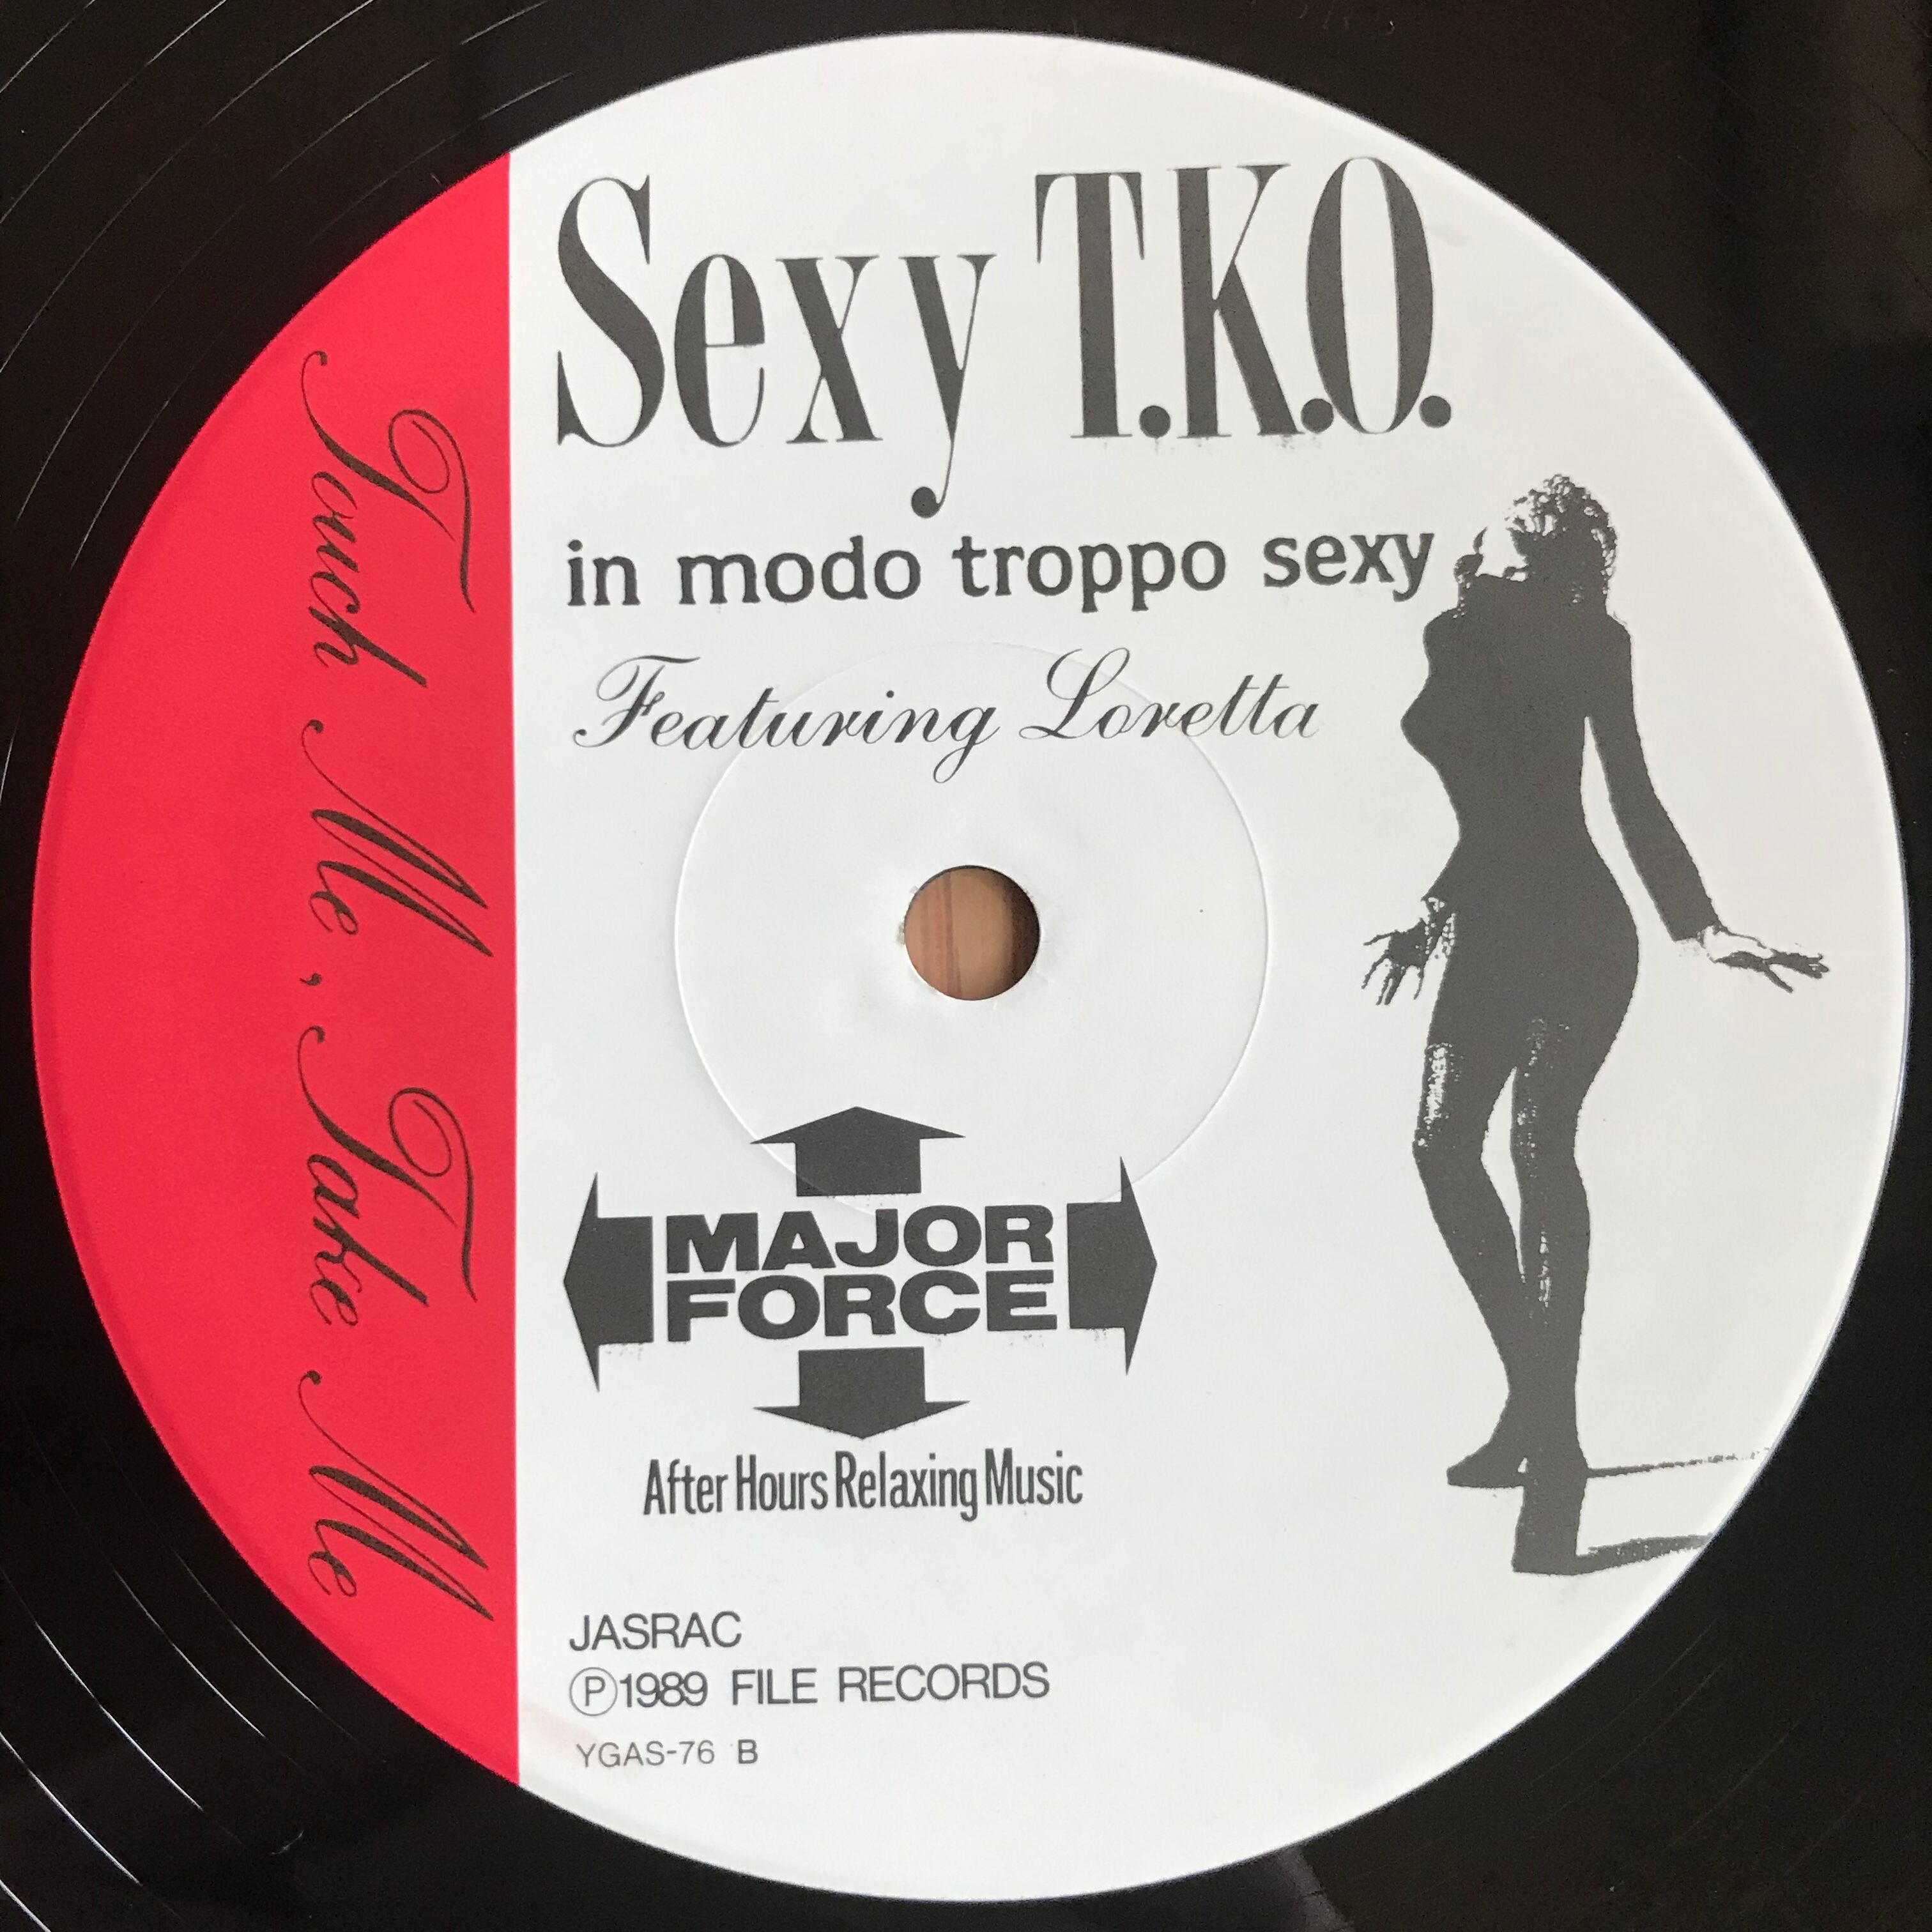 Sexy T.K.O.
in modo troppo sexy
Featuring Loretta
MAJOR
FORCE
After Hours Relaxing Music
JASRAC
Ⓟ1989 FILE RECORDS
YGAS-76 B
Touch Me, Take Me